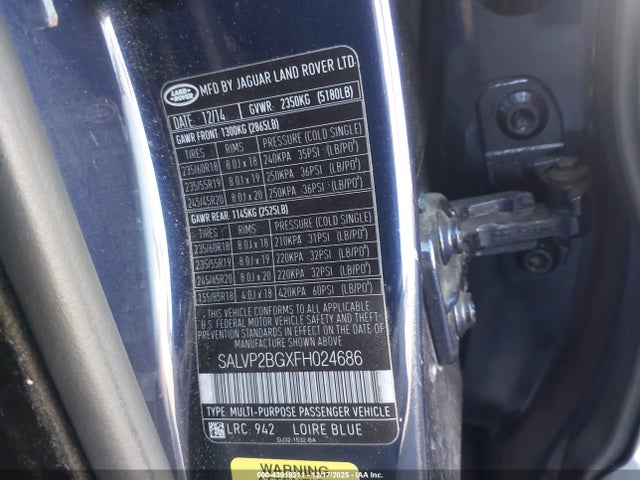 LAND ROVER
MFD BY JAGUAR LAND ROVER LTD.
DATE: 12/14 GVWR: 2350KG (5180LB)
GAWR FRONT: 1300KG (2865LB)
TIRES RIMS PRESSURE (COLD SINGLE)
235/60R18 8.0J x 18 240KPA 35PSI (LB/PO²)
235/55R19 8.0J x 19 250KPA 36PSI (LB/PO²)
245/45R20 8.0J x 20 250KPA 36PSI (LB/PO²)
GAWR REAR: 1145KG (2525LB)
TIRES RIMS PRESSURE (COLD SINGLE)
235/60R18 8.0J x 18 210KPA 31PSI (LB/PO²)
235/55R19 8.0J x 19 220KPA 32PSI (LB/PO²)
245/45R20 8.0J x 20 220KPA 32PSI (LB/PO²)
155/85R18 4.0J x 18 420KPA 60PSI (LB/PO²)
THIS VEHICLE CONFORMS TO ALL APPLICABLE
U.S. FEDERAL MOTOR VEHICLE SAFETY AND THEFT
PREVENTION STANDARDS IN EFFECT ON THE DATE OF
MANUFACTURE SHOWN ABOVE
SALVP2BGXFH024686
TYPE: MULTI-PURPOSE PASSENGER VEHICLE
LRC: 942 LOIRE BLUE
WARNING
000-43919311 - 12/17/2025 -